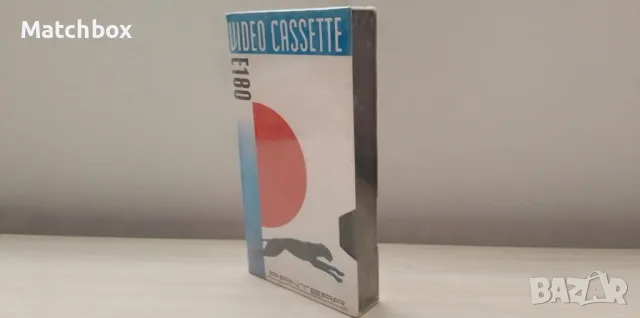 Matchbox
VIDEO CASSETTE
E180
PANTERA
BAZAR